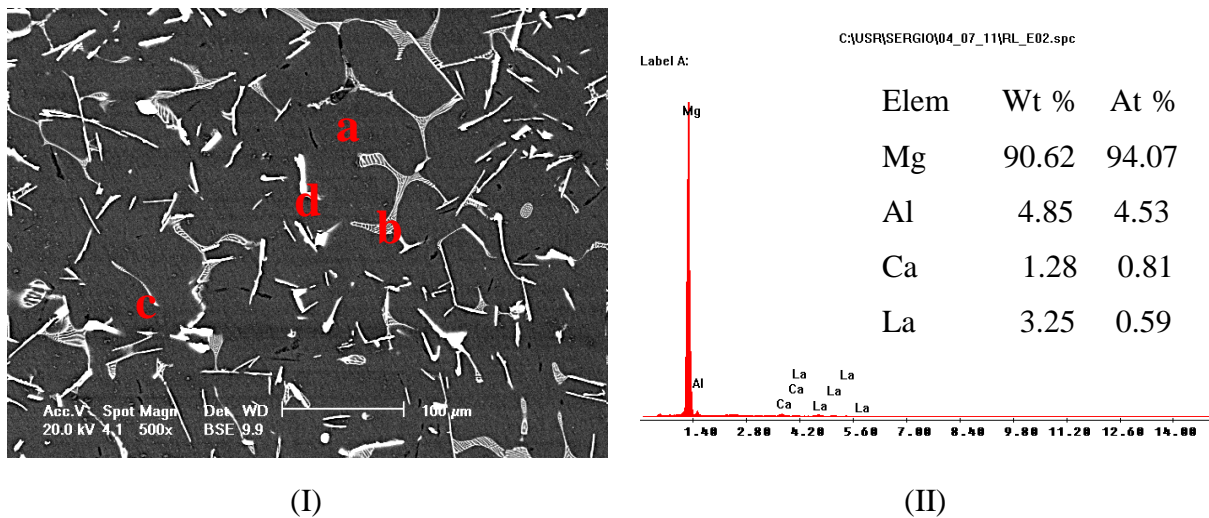 a
d
b
c
Acc.V Spot Magn Det WD 100 µm
20.0 kV 4.1 500x BSE 9.9
C:\USR\SERGIO\04_07_11\RL_E02.spc
Label A:
Mg
Al
La La
Ca La
Ca La La
1.40 2.80 4.20 5.60 7.00 8.40 9.80 11.20 12.60 14.00
Elem Wt % At %
Mg 90.62 94.07
Al 4.85 4.53
Ca 1.28 0.81
La 3.25 0.59
(I) (II)